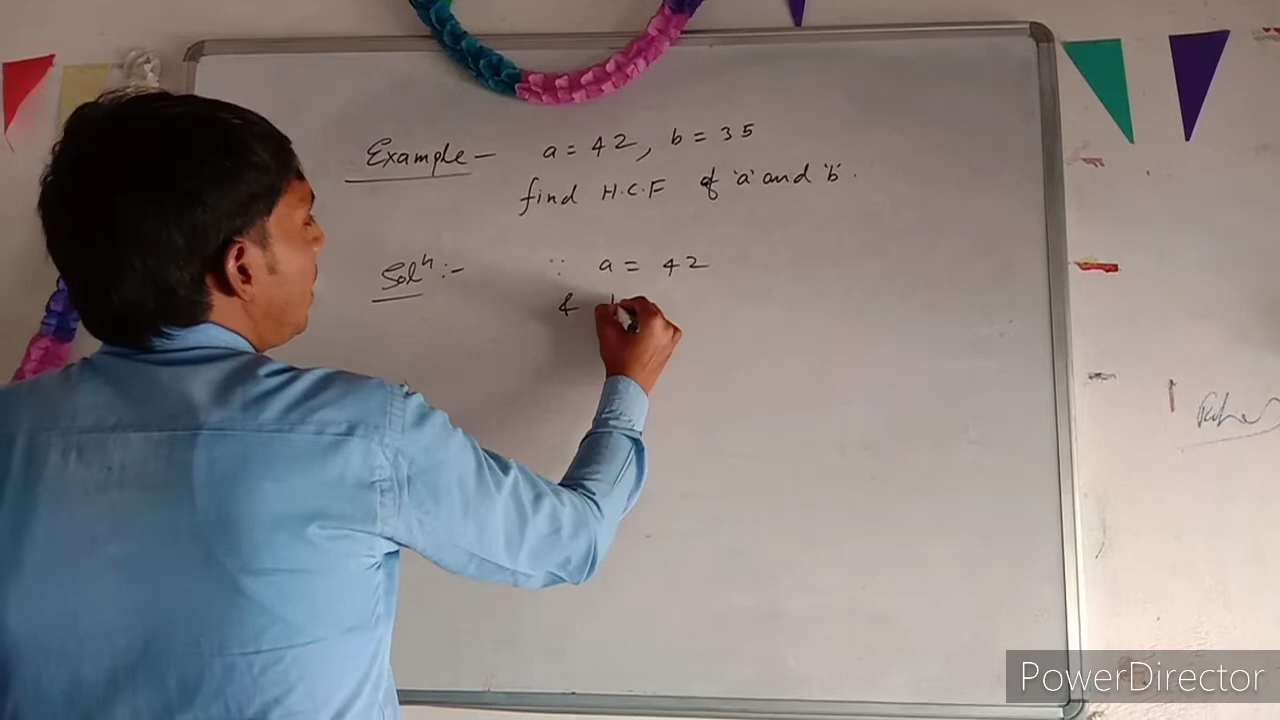 Example - a = 42, b = 35
find H.C.F of 'a' and 'b'.
Solⁿ :- ∵ a = 42
& b
PowerDirector